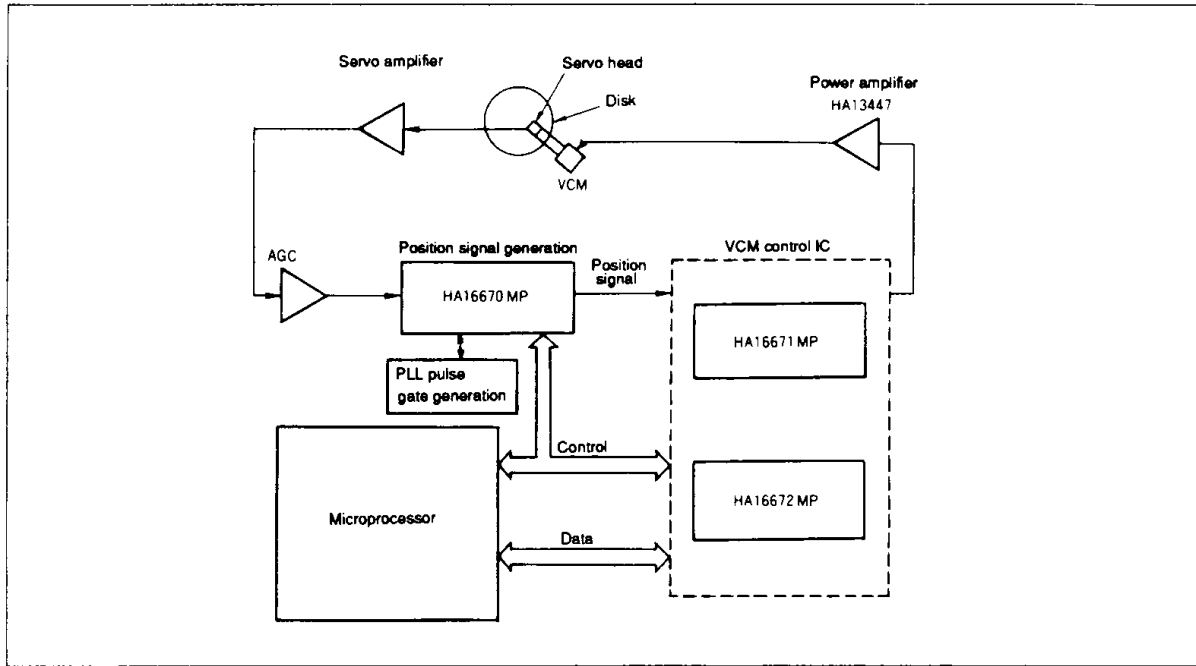 Servo amplifier
Servo head
Disk
Power amplifier
HA13447
VCM
AGC
Position signal generation
HA16670 MP
Position
signal
VCM control IC
HA16671 MP
PLL pulse
gate generation
Control
HA16672 MP
Microprocessor
Data